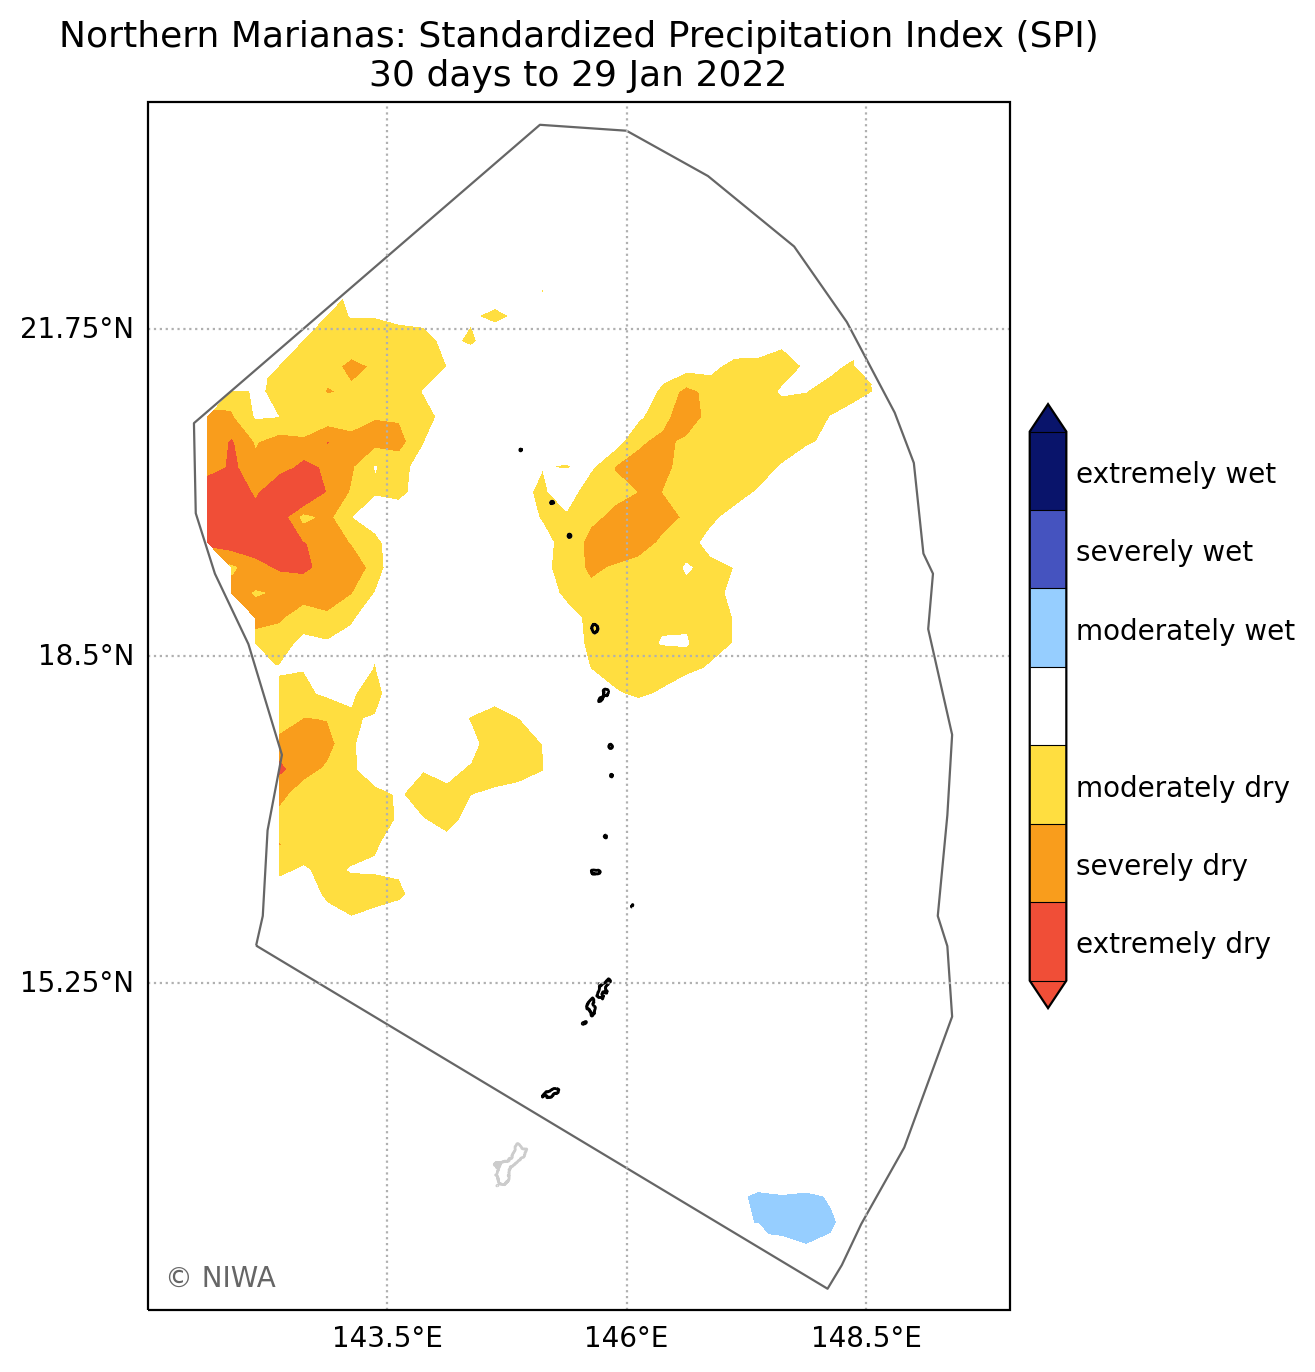 Northern Marianas: Standardized Precipitation Index (SPI)
30 days to 29 Jan 2022
21.75°N
18.5°N
15.25°N
143.5°E
146°E
148.5°E
extremely wet
severely wet
moderately wet
moderately dry
severely dry
extremely dry
© NIWA